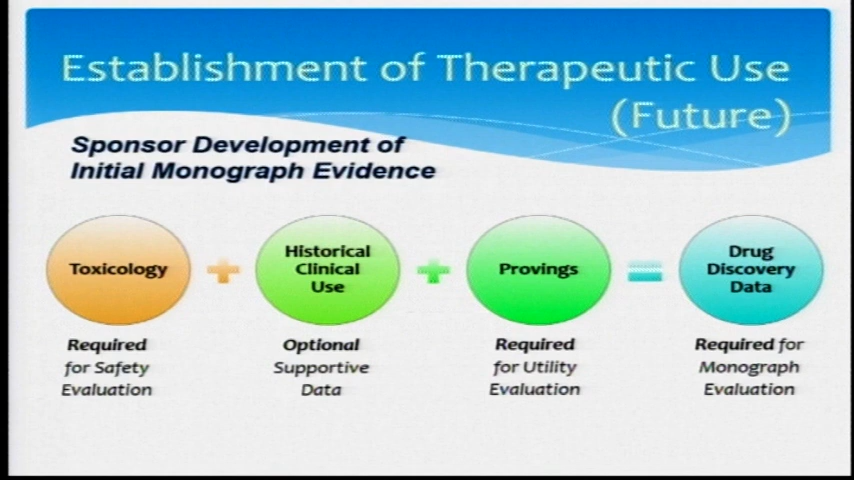 Establishment of Therapeutic Use
(Future)
Sponsor Development of
Initial Monograph Evidence
Toxicology
Historical
Clinical
Use
Provings
Drug
Discovery
Data
Required
for Safety
Evaluation
Optional
Supportive
Data
Required
for Utility
Evaluation
Required for
Monograph
Evaluation